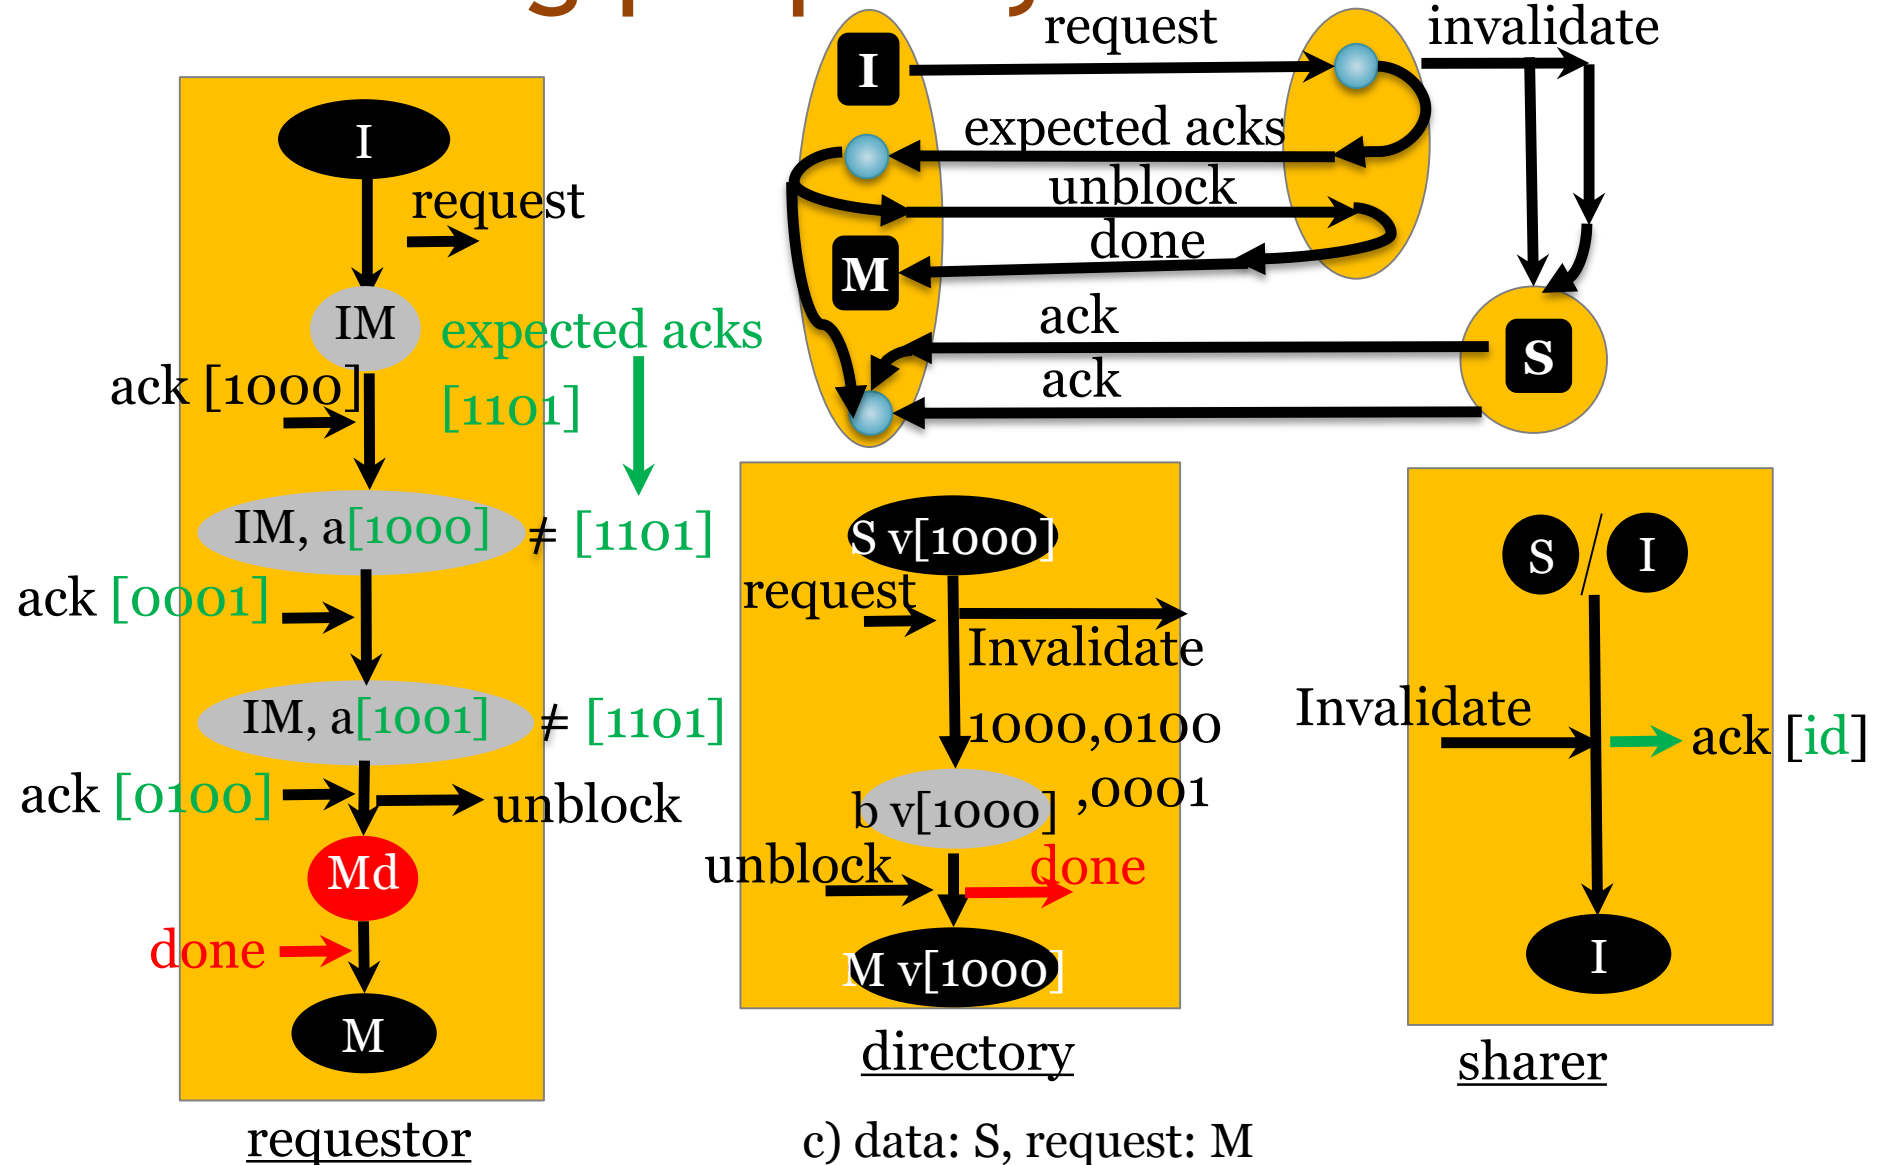 I
request
IM
expected acks
ack [1000]
[1101]
IM, a[1000] ≠ [1101]
ack [0001]
IM, a[1001] ≠ [1101]
ack [0100]
unblock
Md
done
M
requestor
request
invalidate
I
expected acks
unblock
done
M
ack
S
ack
S v[1000]
request
Invalidate
1000,0100
,0001
b v[1000]
unblock
done
M v[1000]
directory
S / I
Invalidate
ack [id]
I
sharer
c) data: S, request: M